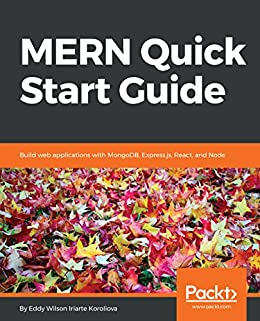 MERN Quick
Start Guide
Build web applications with MongoDB, Express.js, React, and Node
By Eddy Wilson Iriarte Koroliova
Packt>
www.packt.com